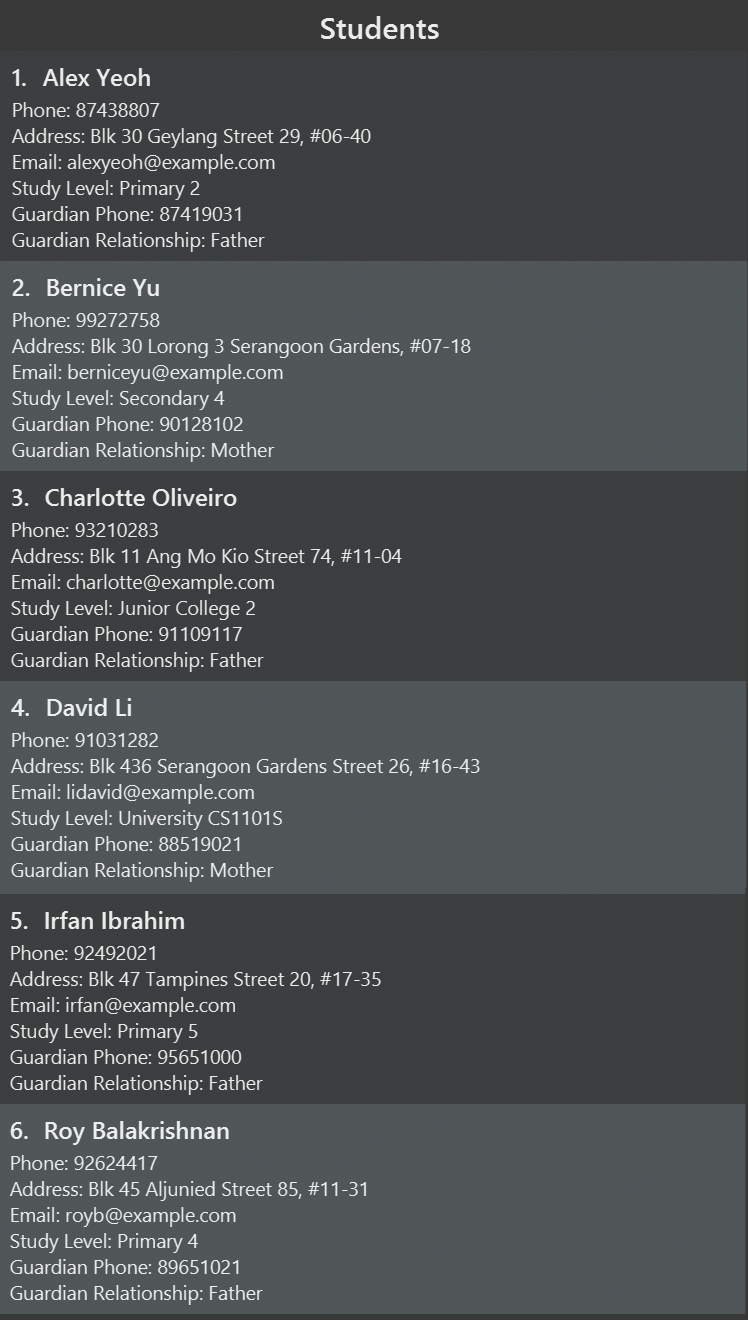 Students
1. Alex Yeoh
Phone: 87438807
Address: Blk 30 Geylang Street 29, #06-40
Email: alexyeoh@example.com
Study Level: Primary 2
Guardian Phone: 87419031
Guardian Relationship: Father
2. Bernice Yu
Phone: 99272758
Address: Blk 30 Lorong 3 Serangoon Gardens, #07-18
Email: berniceyu@example.com
Study Level: Secondary 4
Guardian Phone: 90128102
Guardian Relationship: Mother
3. Charlotte Oliveiro
Phone: 93210283
Address: Blk 11 Ang Mo Kio Street 74, #11-04
Email: charlotte@example.com
Study Level: Junior College 2
Guardian Phone: 91109117
Guardian Relationship: Father
4. David Li
Phone: 91031282
Address: Blk 436 Serangoon Gardens Street 26, #16-43
Email: lidavid@example.com
Study Level: University CS1101S
Guardian Phone: 88519021
Guardian Relationship: Mother
5. Irfan Ibrahim
Phone: 92492021
Address: Blk 47 Tampines Street 20, #17-35
Email: irfan@example.com
Study Level: Primary 5
Guardian Phone: 95651000
Guardian Relationship: Father
6. Roy Balakrishnan
Phone: 92624417
Address: Blk 45 Aljunied Street 85, #11-31
Email: royb@example.com
Study Level: Primary 4
Guardian Phone: 89651021
Guardian Relationship: Father